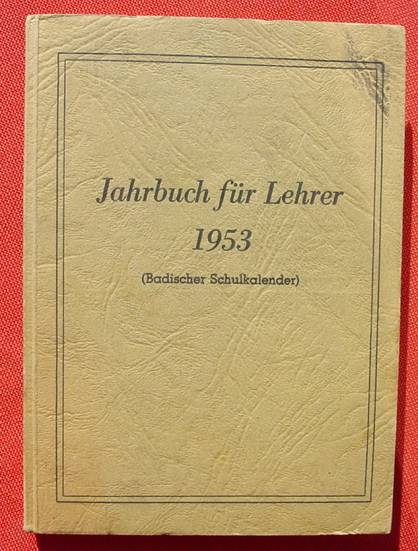 Jahrbuch für Lehrer
1953
(Badischer Schulkalender)